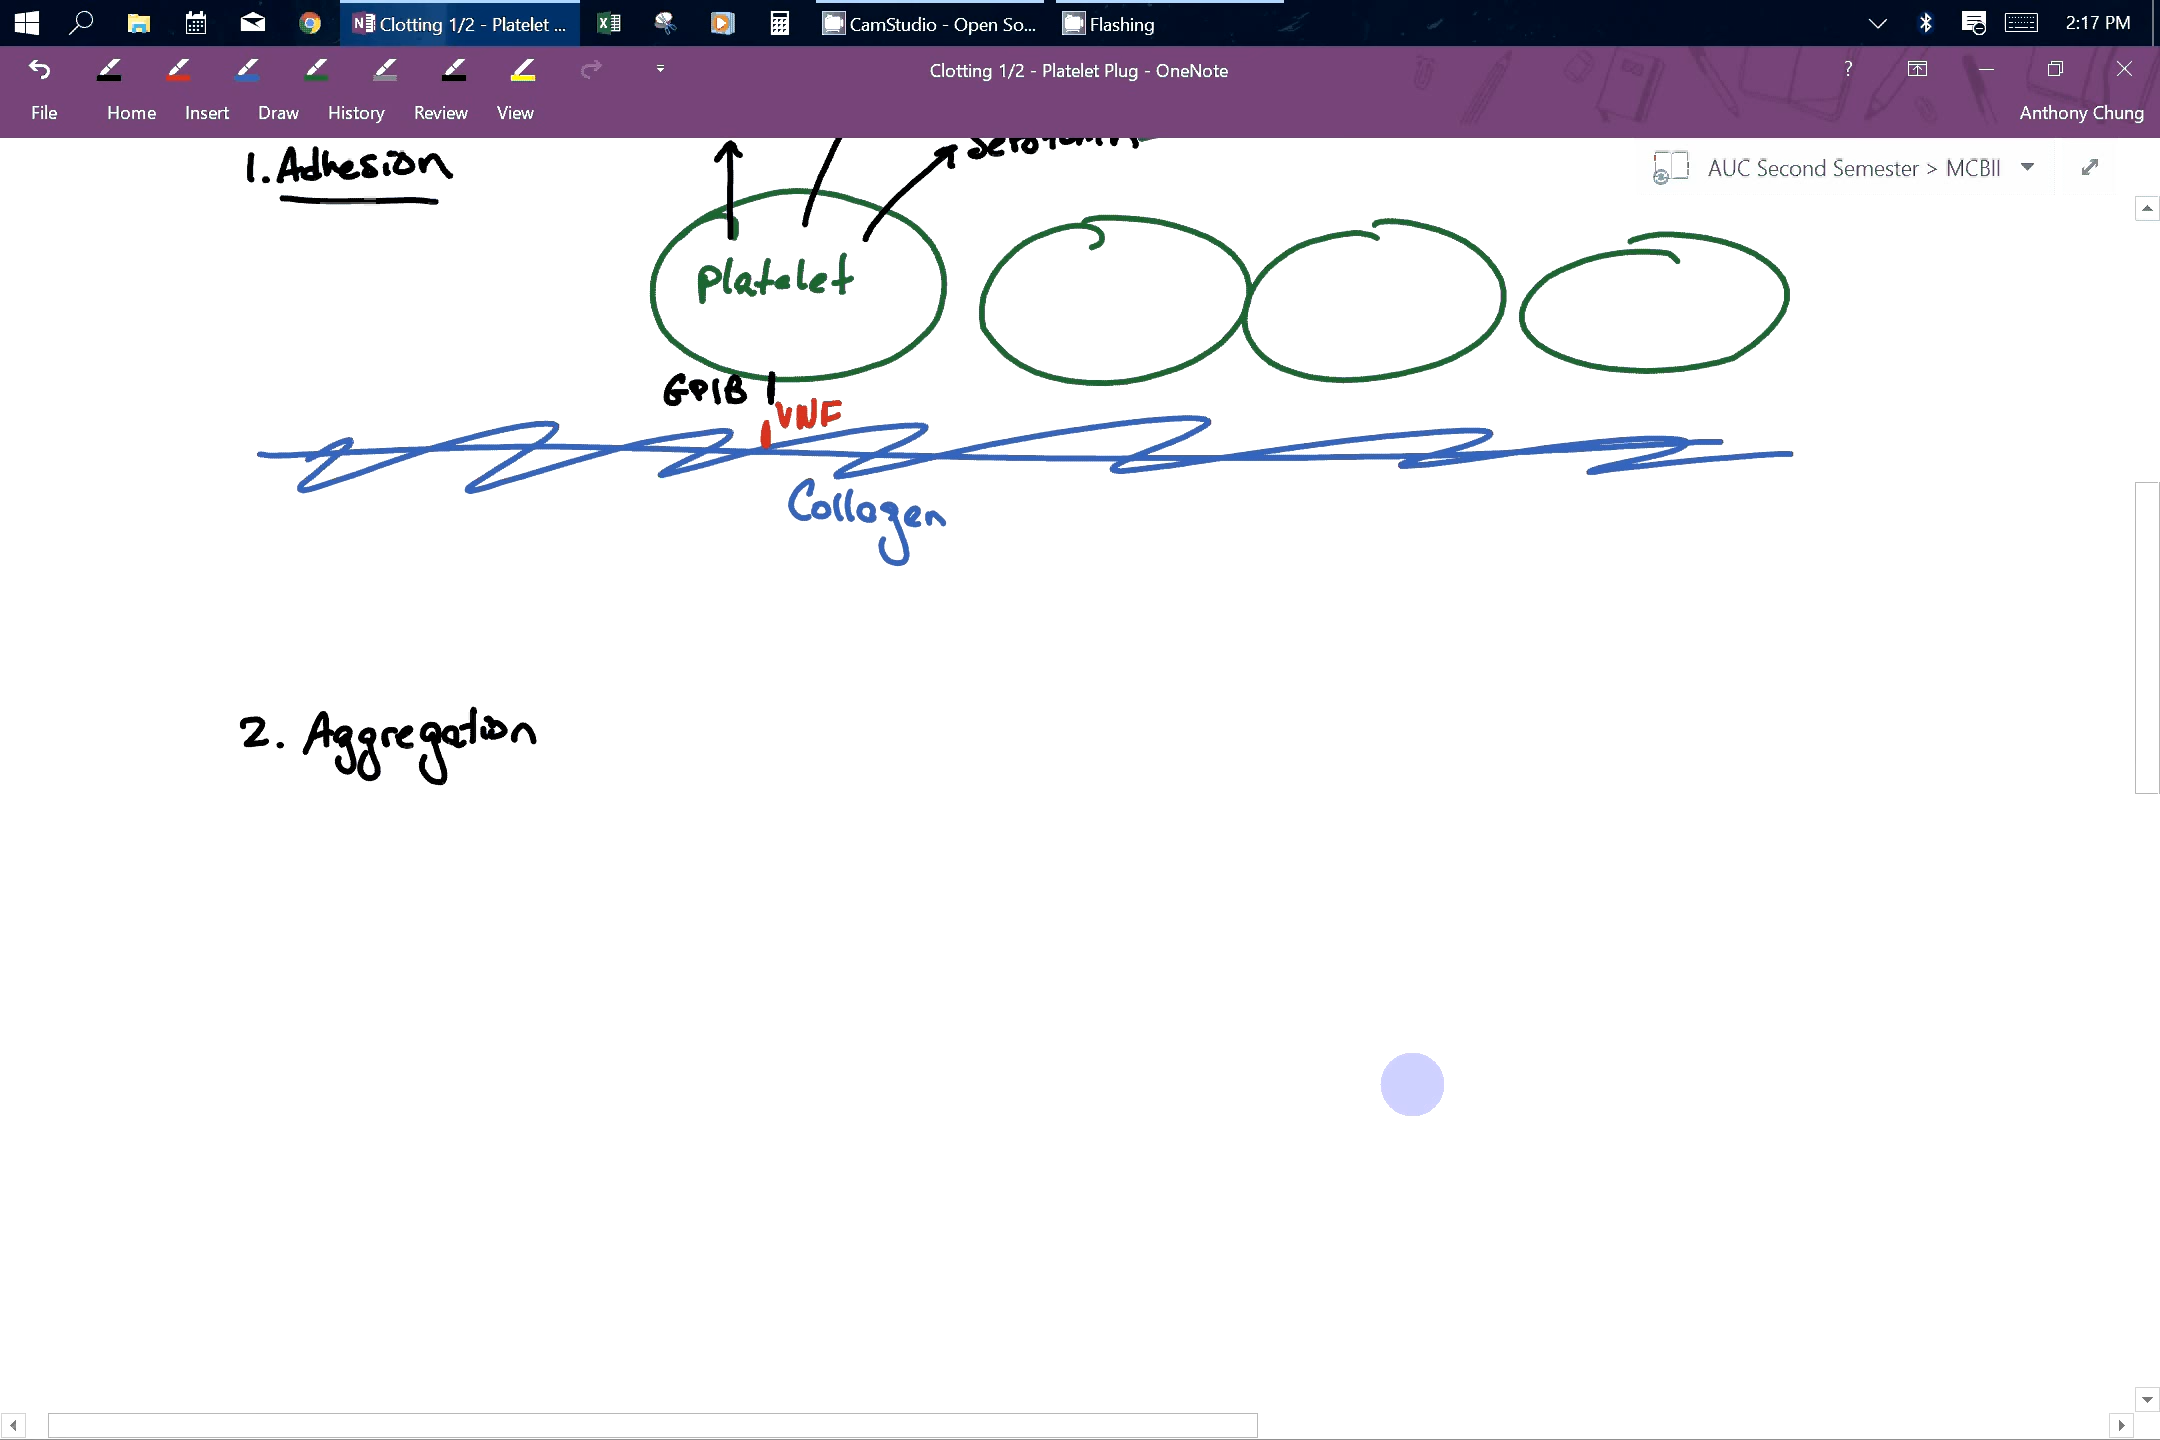 Clotting 1/2 - Platelet ...
CamStudio - Open So...
Flashing
2:17 PM
Clotting 1/2 - Platelet Plug - OneNote
?
File Home Insert Draw History Review View
Anthony Chung
AUC Second Semester > MCBII
1. Adhesion
Serotonin
Platelet
GPIB
VWF
Collagen
2. Aggregation